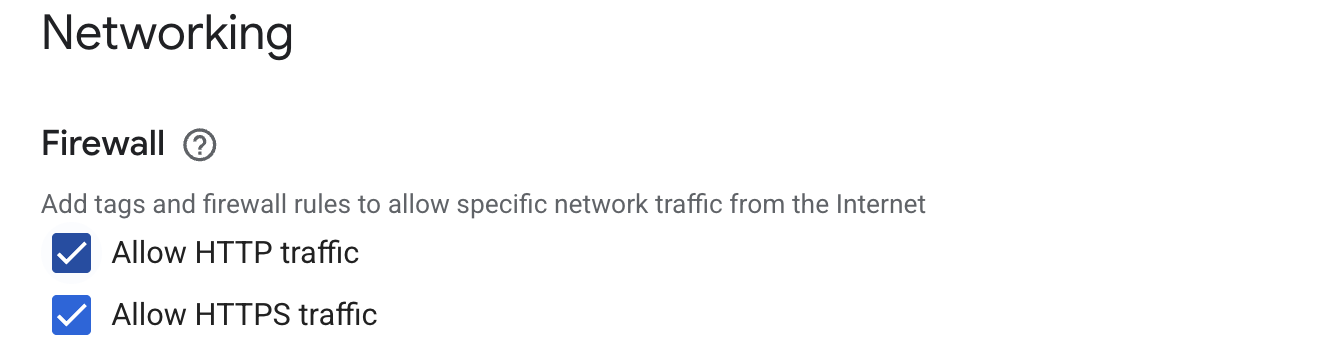 Networking
Firewall ?
Add tags and firewall rules to allow specific network traffic from the Internet
Allow HTTP traffic
Allow HTTPS traffic